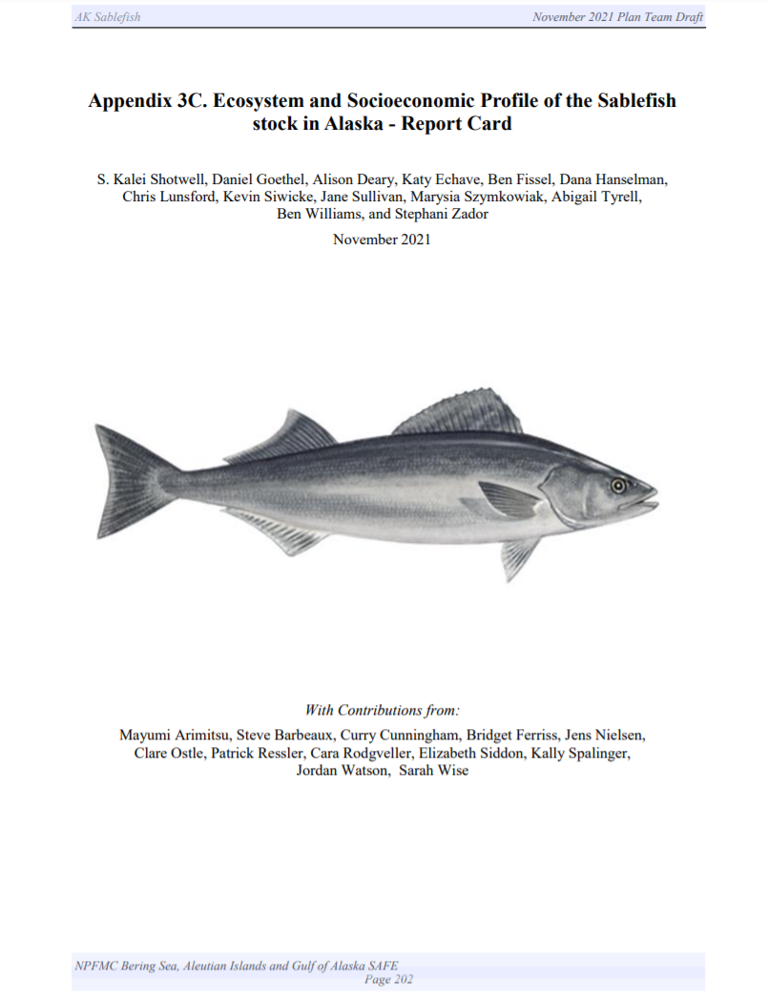 AK Sablefish November 2021 Plan Team Draft
Appendix 3C. Ecosystem and Socioeconomic Profile of the Sablefish
stock in Alaska - Report Card
S. Kalei Shotwell, Daniel Goethel, Alison Deary, Katy Echave, Ben Fissel, Dana Hanselman,
Chris Lunsford, Kevin Siwicke, Jane Sullivan, Marysia Szymkowiak, Abigail Tyrell,
Ben Williams, and Stephani Zador
November 2021
With Contributions from:
Mayumi Arimitsu, Steve Barbeaux, Curry Cunningham, Bridget Ferriss, Jens Nielsen,
Clare Ostle, Patrick Ressler, Cara Rodgveller, Elizabeth Siddon, Kally Spalinger,
Jordan Watson, Sarah Wise
NPFMC Bering Sea, Aleutian Islands and Gulf of Alaska SAFE
Page 202